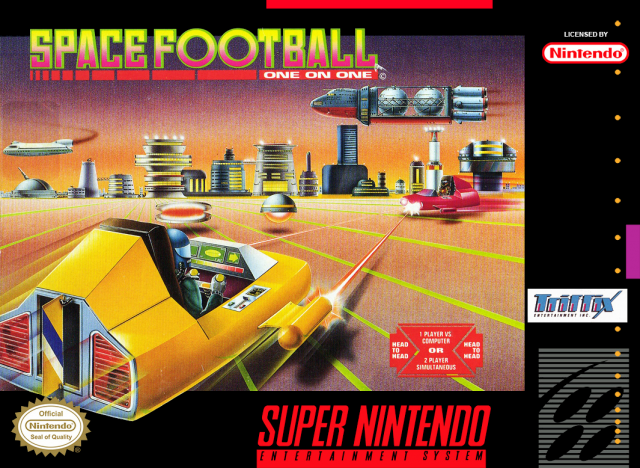 SPACE FOOTBALL
ONE ON ONE ©
LICENSED BY
Nintendo®
Triffix
ENTERTAINMENT INC.
HEAD TO HEAD
1 PLAYER VS.
COMPUTER
OR
2 PLAYER
SIMULTANEOUS
HEAD TO HEAD
Official
Nintendo
Seal of Quality
SUPER NINTENDO
ENTERTAINMENT SYSTEM